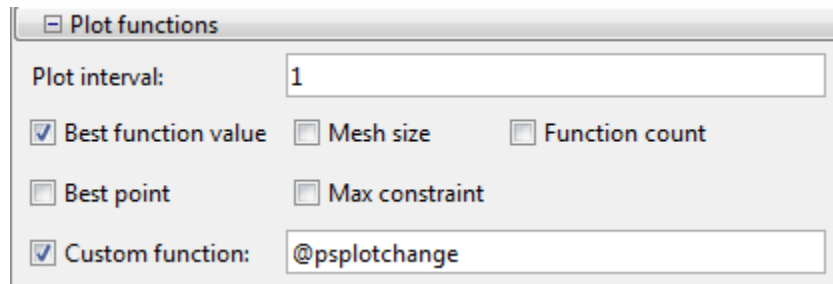 Plot functions
Plot interval: 1
Best function value Mesh size Function count
Best point Max constraint
Custom function: @psplotchange